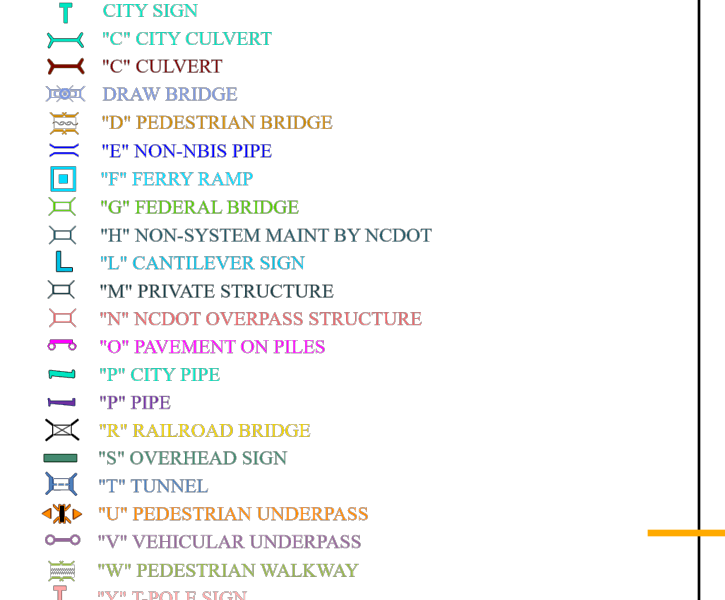 CITY SIGN
"C" CITY CULVERT
"C" CULVERT
DRAW BRIDGE
"D" PEDESTRIAN BRIDGE
"E" NON-NBIS PIPE
"F" FERRY RAMP
"G" FEDERAL BRIDGE
"H" NON-SYSTEM MAINT BY NCDOT
"L" CANTILEVER SIGN
"M" PRIVATE STRUCTURE
"N" NCDOT OVERPASS STRUCTURE
"O" PAVEMENT ON PILES
"P" CITY PIPE
"P" PIPE
"R" RAILROAD BRIDGE
"S" OVERHEAD SIGN
"T" TUNNEL
"U" PEDESTRIAN UNDERPASS
"V" VEHICULAR UNDERPASS
"W" PEDESTRIAN WALKWAY
"Y" T-POLE SIGN